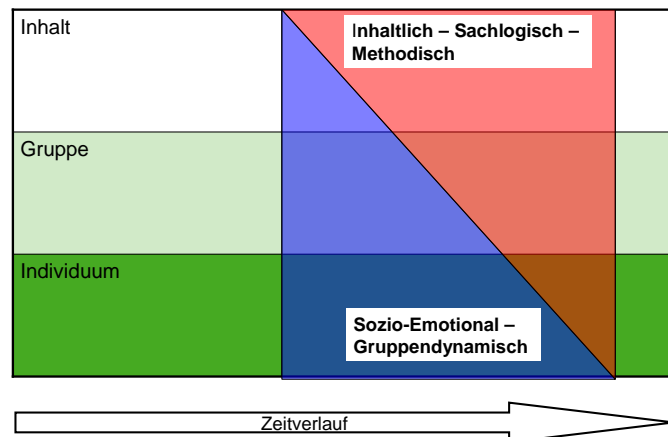 Inhalt
Inhaltlich – Sachlogisch –
Methodisch
Gruppe
Individuum
Sozio-Emotional –
Gruppendynamisch
Zeitverlauf